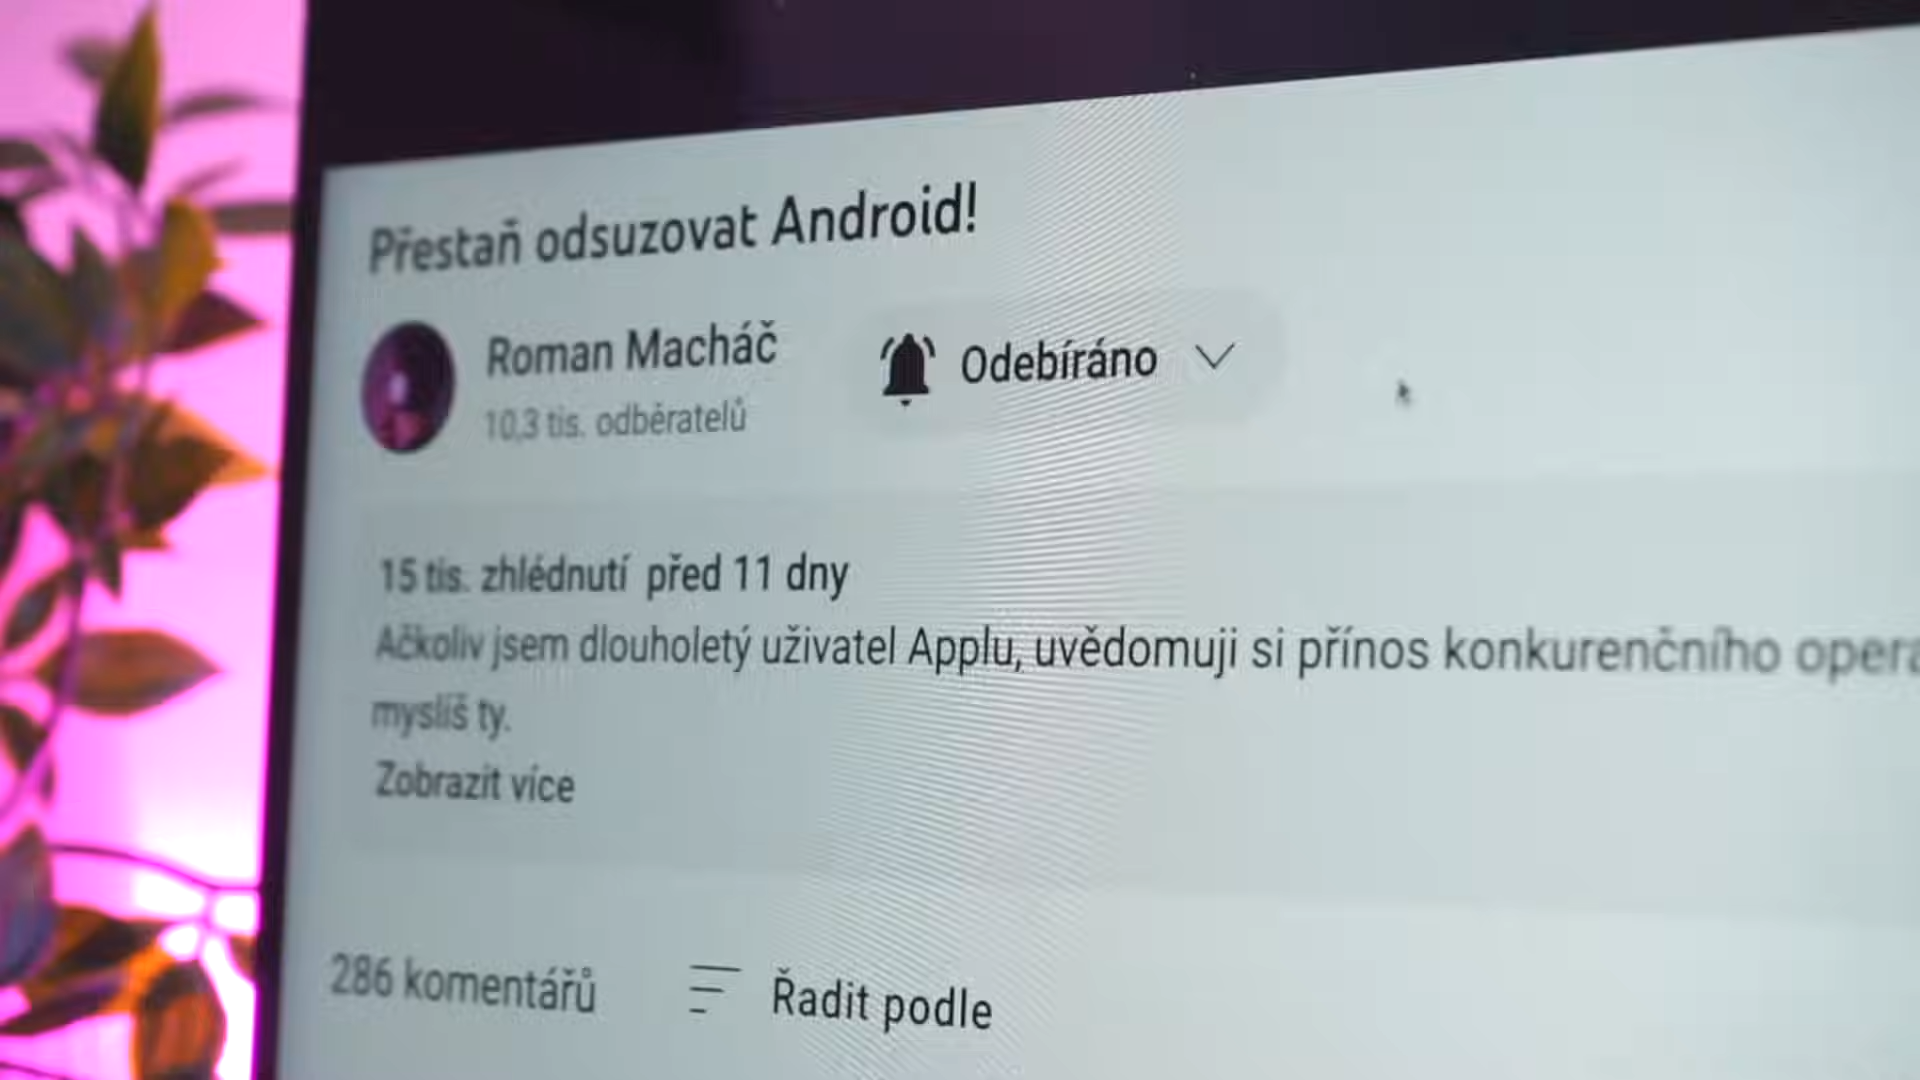 Přestaň odsuzovat Android!
Roman Macháč
10,3 tis. odběratelů
Odebíráno
15 tis. zhlédnutí před 11 dny
Ačkoliv jsem dlouholetý uživatel Applu, uvědomuji si přínos konkurenčního opera
myslíš ty.
Zobrazit více
286 komentářů
Řadit podle